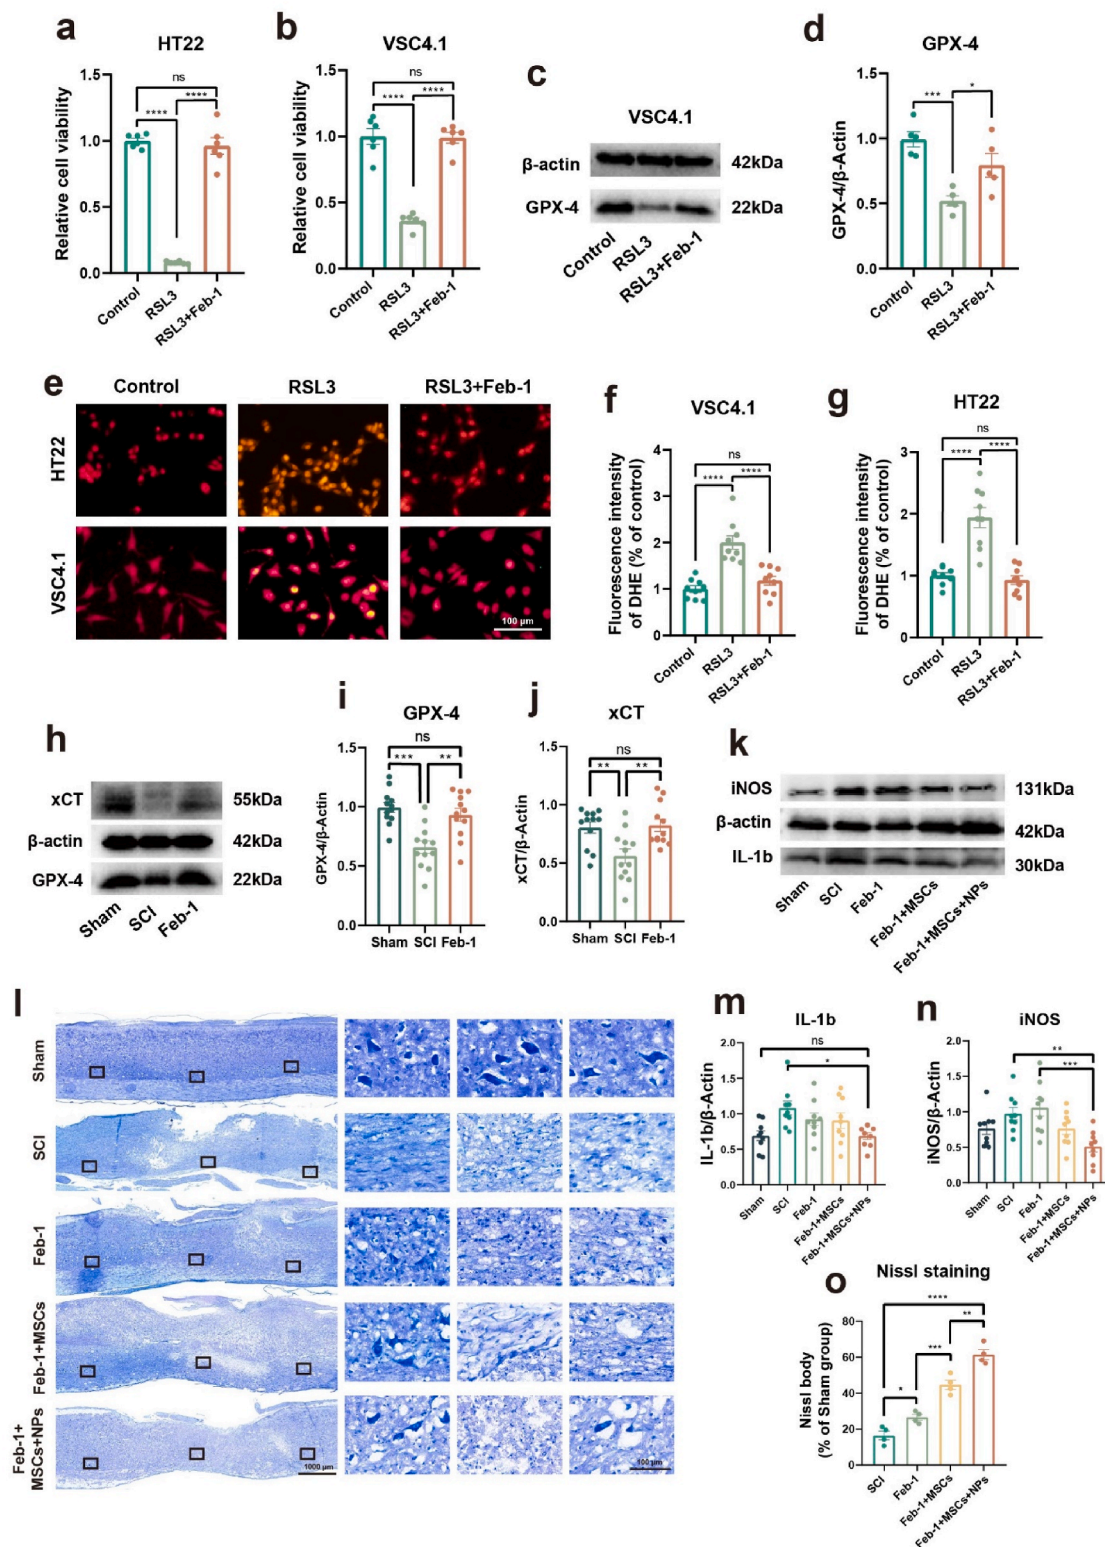 a
HT22
Relative cell viability
1.5
1.0
0.5
0.0
ns
****
****
Control
RSL3
RSL3+Feb-1
b
VSC4.1
Relative cell viability
1.5
1.0
0.5
0.0
ns
****
****
Control
RSL3
RSL3+Feb-1
c
VSC4.1
β-actin
42kDa
GPX-4
22kDa
Control
RSL3
RSL3+Feb-1
d
GPX-4
GPX-4/β-Actin
1.5
1.0
0.5
0.0
***
*
Control
RSL3
RSL3+Feb-1
e
Control
RSL3
RSL3+Feb-1
HT22
VSC4.1
100 μm
f
VSC4.1
Fluorescence intensity
of DHE (% of control)
4
3
2
1
0
ns
****
****
Control
RSL3
RSL3+Feb-1
g
HT22
Fluorescence intensity
of DHE (% of control)
3
2
1
0
ns
****
****
Control
RSL3
RSL3+Feb-1
h
xCT
55kDa
β-actin
42kDa
GPX-4
22kDa
Sham
SCI
Feb-1
i
GPX-4
GPX-4/β-Actin
1.5
1.0
0.5
0.0
ns
***
**
Sham SCI Feb-1
j
xCT
xCT/β-Actin
1.5
1.0
0.5
0.0
ns
**
**
Sham SCI Feb-1
k
iNOS
131kDa
β-actin
42kDa
IL-1b
30kDa
Sham
SCI
Feb-1
Feb-1+MSCs
Feb-1+MSCs+NPs
l
Sham
SCI
Feb-1
Feb-1+MSCs
Feb-1+
MSCs+NPs
1000 μm
100 μm
m
IL-1b
IL-1b/β-Actin
2.0
1.5
1.0
0.5
0.0
ns
*
Sham
SCI
Feb-1
Feb-1+MSCs
Feb-1+MSCs+NPs
n
iNOS
iNOS/β-Actin
2.0
1.5
1.0
0.5
0.0
**
***
Sham
SCI
Feb-1
Feb-1+MSCs
Feb-1+MSCs+NPs
o
Nissl staining
Nissl body
(% of Sham group)
80
60
40
20
0
****
**
***
*
SCI
Feb-1
Feb-1+MSCs
Feb-1+MSCs+NPs